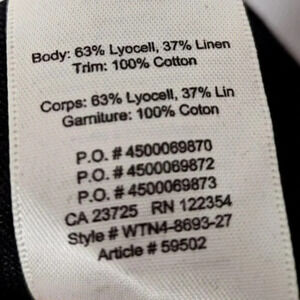 Body: 63% Lyocell, 37% Linen
Trim: 100% Cotton
Corps: 63% Lyocell, 37% Lin
Garniture: 100% Coton
P.O. # 4500069870
P.O. # 4500069872
P.O. # 4500069873
CA 23725 RN 122354
Style # WTN4-8693-27
Article # 59502